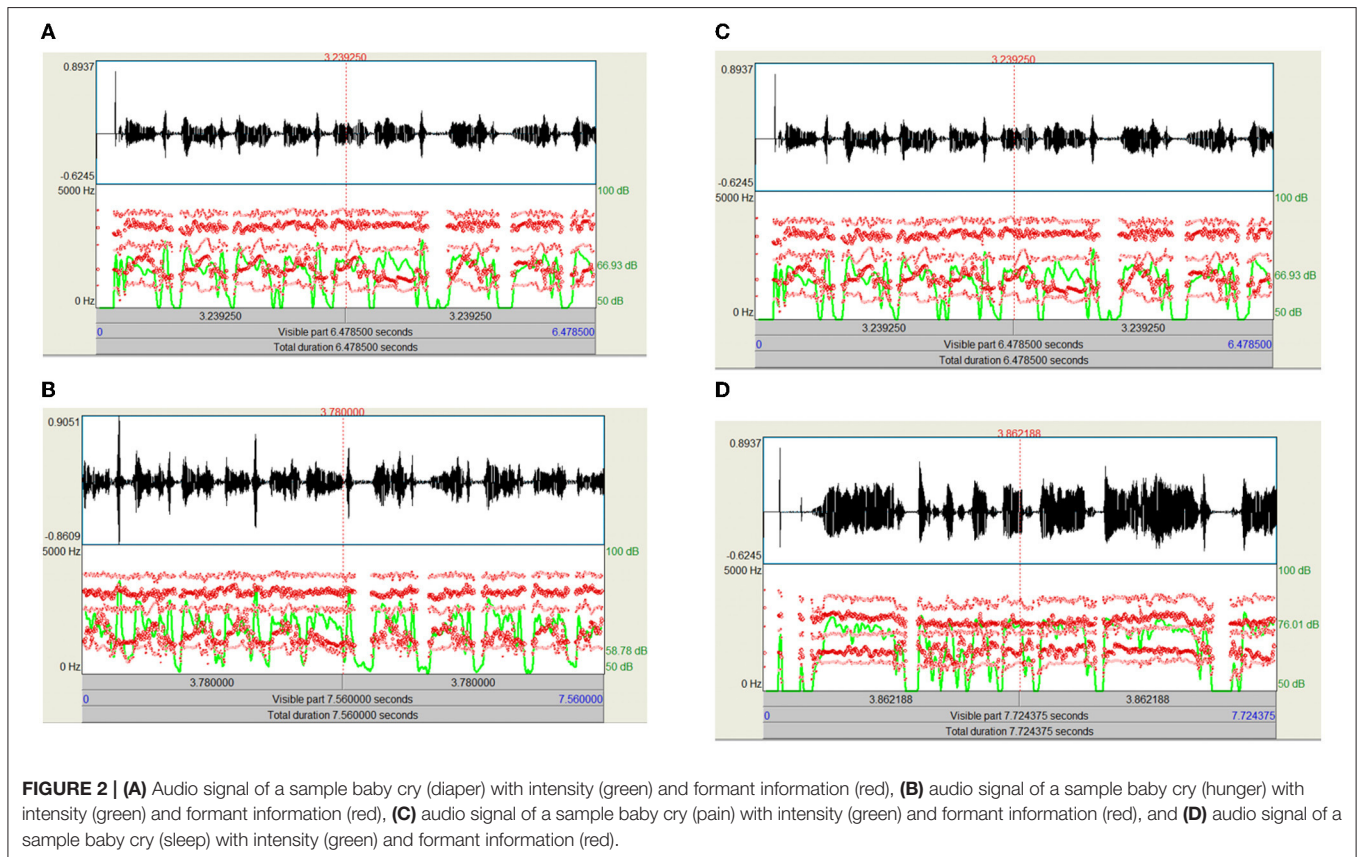 A
3.239250
0.8937
-0.6245
5000 Hz
100 dB
66.93 dB
0 Hz
50 dB
3.239250 3.239250
0 Visible part 6.478500 seconds 6.478500
Total duration 6.478500 seconds
C
3.239250
0.8937
-0.6245
5000 Hz
100 dB
66.93 dB
0 Hz
50 dB
3.239250 3.239250
0 Visible part 6.478500 seconds 6.478500
Total duration 6.478500 seconds
B
3.780000
0.9051
-0.8609
5000 Hz
100 dB
58.78 dB
0 Hz
50 dB
3.780000 3.780000
0 Visible part 7.560000 seconds 7.560000
Total duration 7.560000 seconds
D
3.862188
0.8937
-0.6245
5000 Hz
100 dB
76.01 dB
0 Hz
50 dB
3.862188 3.862188
0 Visible part 7.724375 seconds 7.724375
Total duration 7.724375 seconds
FIGURE 2 | (A) Audio signal of a sample baby cry (diaper) with intensity (green) and formant information (red), (B) audio signal of a sample baby cry (hunger) with
intensity (green) and formant information (red), (C) audio signal of a sample baby cry (pain) with intensity (green) and formant information (red), and (D) audio signal of a
sample baby cry (sleep) with intensity (green) and formant information (red).